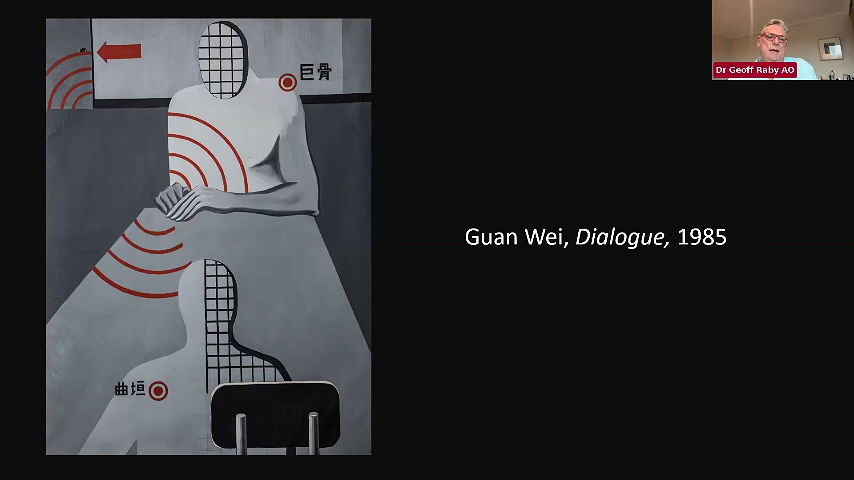 巨骨
曲垣
Guan Wei, Dialogue, 1985
Dr Geoff Raby AO